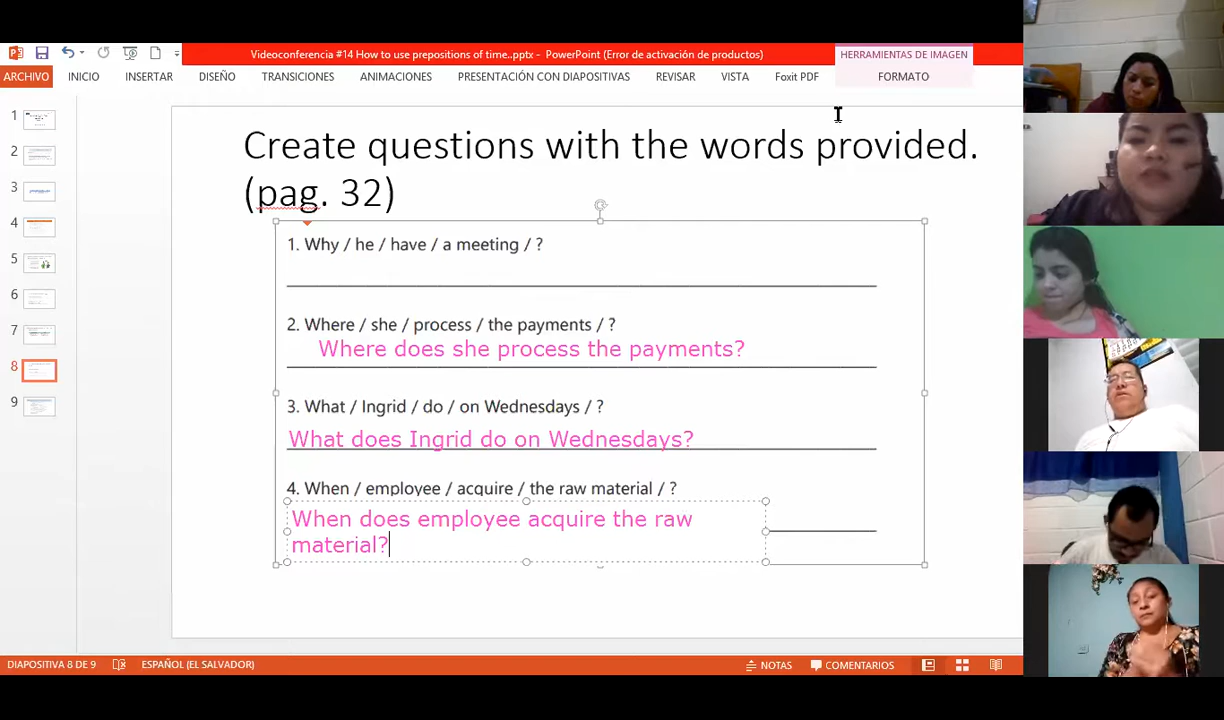 Videoconferencia #14 How to use prepositions of time..pptx - PowerPoint (Error de activación de productos)
HERRAMIENTAS DE IMAGEN
ARCHIVO INICIO INSERTAR DISEÑO TRANSICIONES ANIMACIONES PRESENTACIÓN CON DIAPOSITIVAS REVISAR VISTA Foxit PDF FORMATO
1
2
3
4
5
6
7
8
9
Create questions with the words provided.
(pag. 32)
1. Why / he / have / a meeting / ?
2. Where / she / process / the payments / ?
Where does she process the payments?
3. What / Ingrid / do / on Wednesdays / ?
What does Ingrid do on Wednesdays?
4. When / employee / acquire / the raw material / ?
When does employee acquire the raw
material?
DIAPOSITIVA 8 DE 9 ESPAÑOL (EL SALVADOR) NOTAS COMENTARIOS